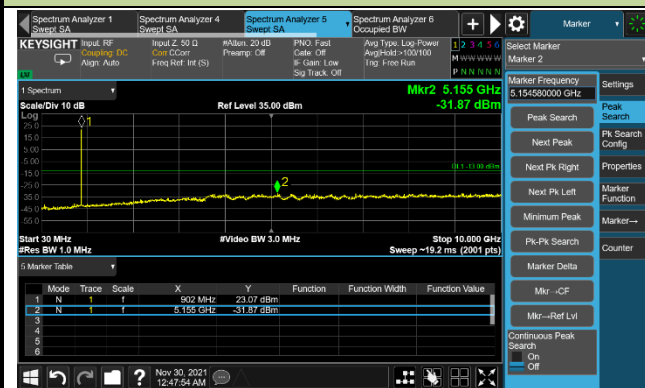 Spectrum Analyzer 1
Swept SA
Spectrum Analyzer 4
Swept SA
Spectrum Analyzer 5
Swept SA
Spectrum Analyzer 6
Occupied BW
Marker
KEYSIGHT
Input: RF
Coupling: DC
Align: Auto
Input Z: 50 Ω
Corr CCorr
Freq Ref: Int (S)
#Atten: 20 dB
Preamp: Off
PNO: Fast
Gate: Off
IF Gain: Low
Sig Track: Off
Avg Type: Log-Power
Avg|Hold:>100/100
Trig: Free Run
1 2 3 4 5 6
M W W W W W
P N N N N N
LXI
Select Marker
Marker 2
1 Spectrum
Mkr2 5.155 GHz
Scale/Div 10 dB
Ref Level 35.00 dBm
-31.87 dBm
Log
25.0
15.0
5.00
-5.00
-15.0
-25.0
-35.0
-45.0
-55.0
1
DL1 -13.00 dBm
2
Start 30 MHz
#Video BW 3.0 MHz
Stop 10.000 GHz
#Res BW 1.0 MHz
Sweep ~19.2 ms (2001 pts)
5 Marker Table
Mode Trace Scale X Y Function Function Width Function Value
1 N 1 f 902 MHz 23.07 dBm
2 N 1 f 5.155 GHz -31.87 dBm
3
4
5
6
Marker Frequency
5.154580000 GHz
Peak Search
Next Peak
Next Pk Right
Next Pk Left
Minimum Peak
Pk-Pk Search
Marker Delta
Mkr→CF
Mkr→Ref Lvl
Continuous Peak
Search
On
Off
Settings
Peak
Search
Pk Search
Config
Properties
Marker
Function
Marker→
Counter
?
Nov 30, 2021
12:47:54 AM